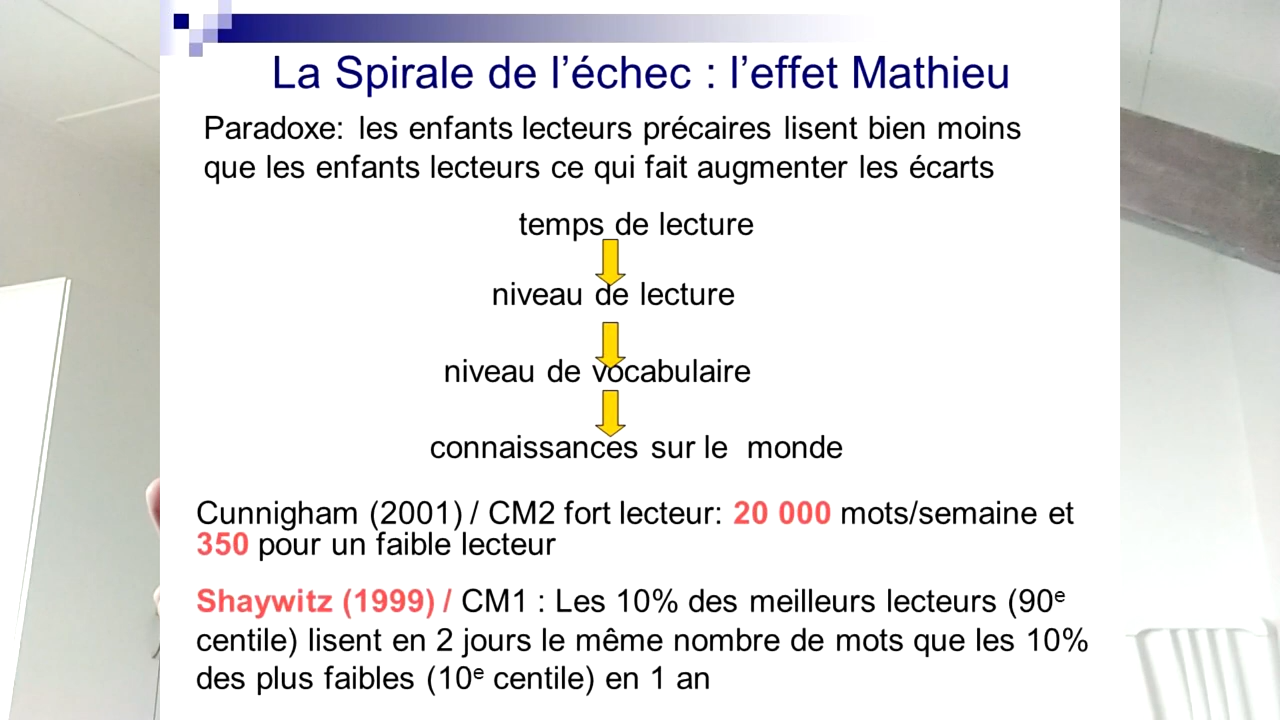 La Spirale de l’échec : l’effet Mathieu
Paradoxe: les enfants lecteurs précaires lisent bien moins
que les enfants lecteurs ce qui fait augmenter les écarts
temps de lecture
niveau de lecture
niveau de vocabulaire
connaissances sur le monde
Cunnigham (2001) / CM2 fort lecteur: 20 000 mots/semaine et
350 pour un faible lecteur
Shaywitz (1999) / CM1 : Les 10% des meilleurs lecteurs (90e
centile) lisent en 2 jours le même nombre de mots que les 10%
des plus faibles (10e centile) en 1 an